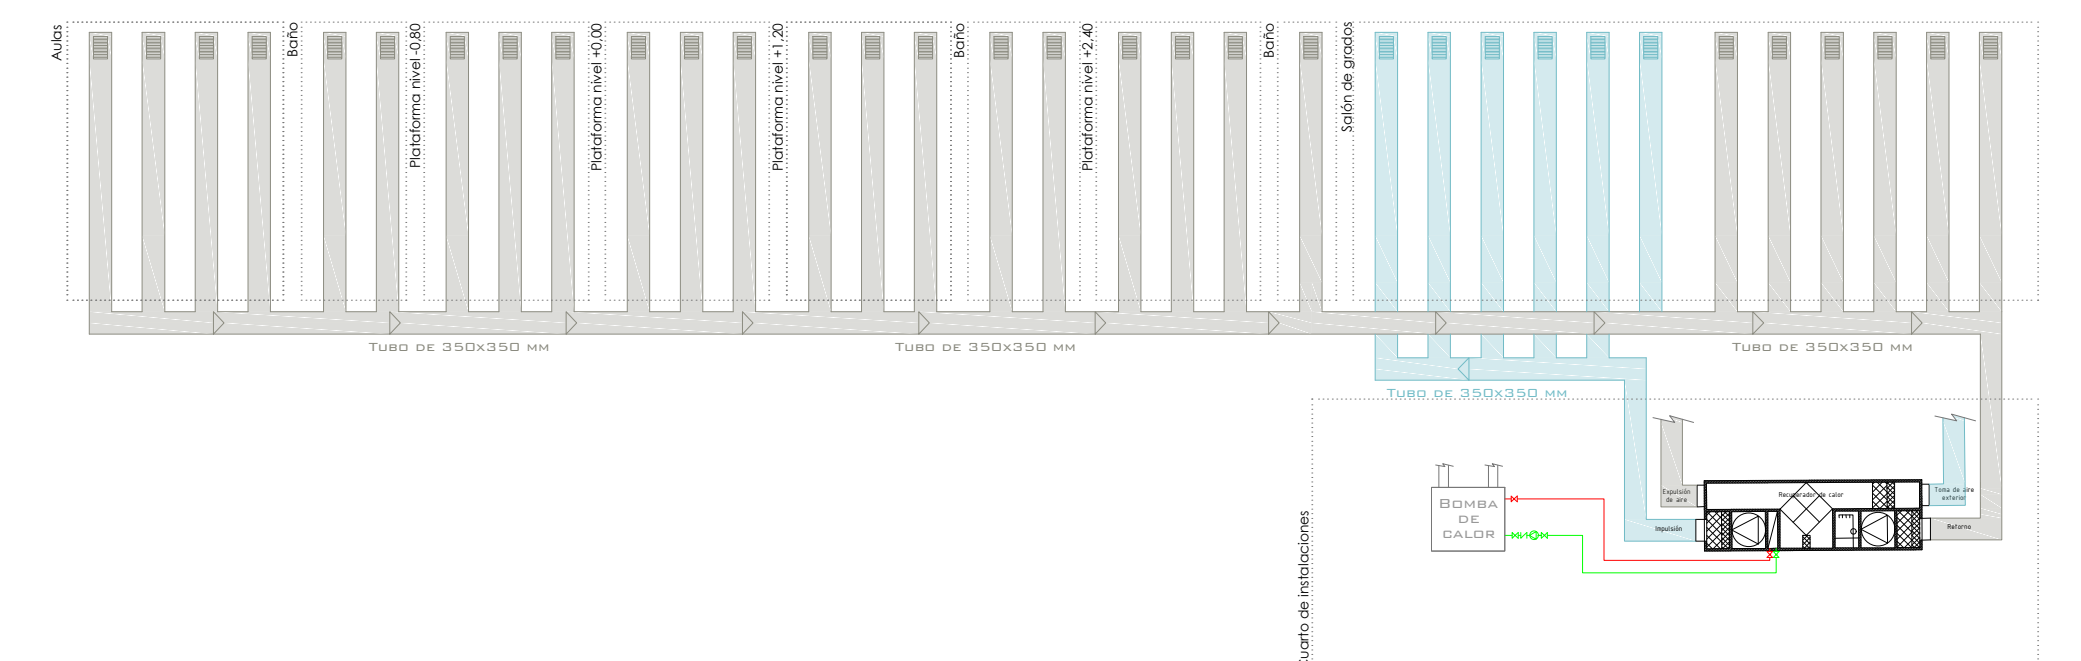 Aulas
Baño
Plataforma nivel -0,80
Plataforma nivel +0,00
Plataforma nivel +1,20
Baño
Plataforma nivel +2,40
Baño
Salón de grados
Tubo de 350x350 mm
Tubo de 350x350 mm
Tubo de 350x350 mm
Tubo de 350x350 mm
Cuarto de instalaciones
Bomba
de
calor
Expulsión
de aire
Recuperador de calor
Toma de aire
exterior
Impulsión
Retorno